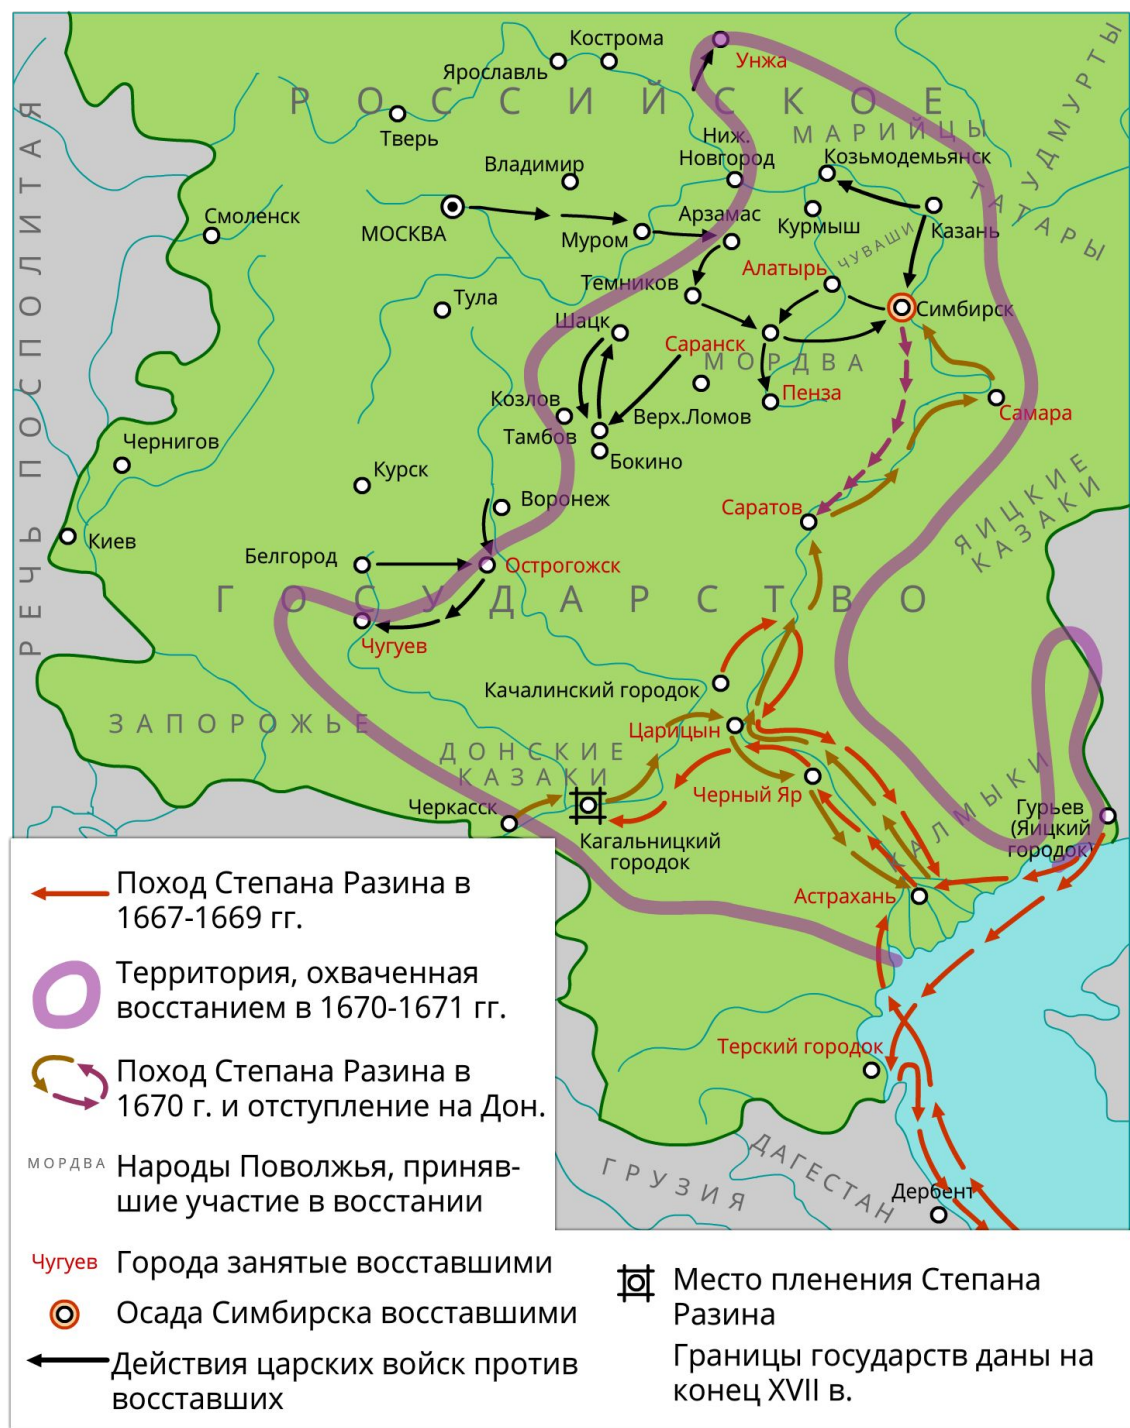 Кострома
Ярославль
Унжа
РОССИЙСКОЕ
Тверь
МАРИЙЦЫ
УДМУРТЫ
Ниж.
Новгород
Козьмодемьянск
Владимир
ТАТАРЫ
Смоленск
МОСКВА
Муром
Арзамас
Курмыш
Казань
ЧУВАШИ
Алатырь
Темников
Тула
Симбирск
Шацк
Саранск
МОРДВА
Пенза
Козлов
Верх.Ломов
Самара
Тамбов
Бокино
Чернигов
Курск
Воронеж
Саратов
ЯИЦКИЕ
КАЗАКИ
Киев
Белгород
Острогожск
РЕЧЬ ПОСПОЛИТАЯ
ГОСУДАРСТВО
Чугуев
Качалинский городок
ЗАПОРОЖЬЕ
Царицын
ДОНСКИЕ
КАЗАКИ
Черный Яр
КАЛМЫКИ
Черкасск
Гурьев
(Яицкий
городок)
Кагальницкий
городок
Астрахань
Терский городок
ДАГЕСТАН
ГРУЗИЯ
Дербент
Поход Степана Разина в
1667-1669 гг.
Территория, охваченная
восстанием в 1670-1671 гг.
Поход Степана Разина в
1670 г. и отступление на Дон.
МОРДВА Народы Поволжья, приняв-
шие участие в восстании
Чугуев Города занятые восставшими
Осада Симбирска восставшими
Действия царских войск против
восставших
Место пленения Степана
Разина
Границы государств даны на
конец XVII в.